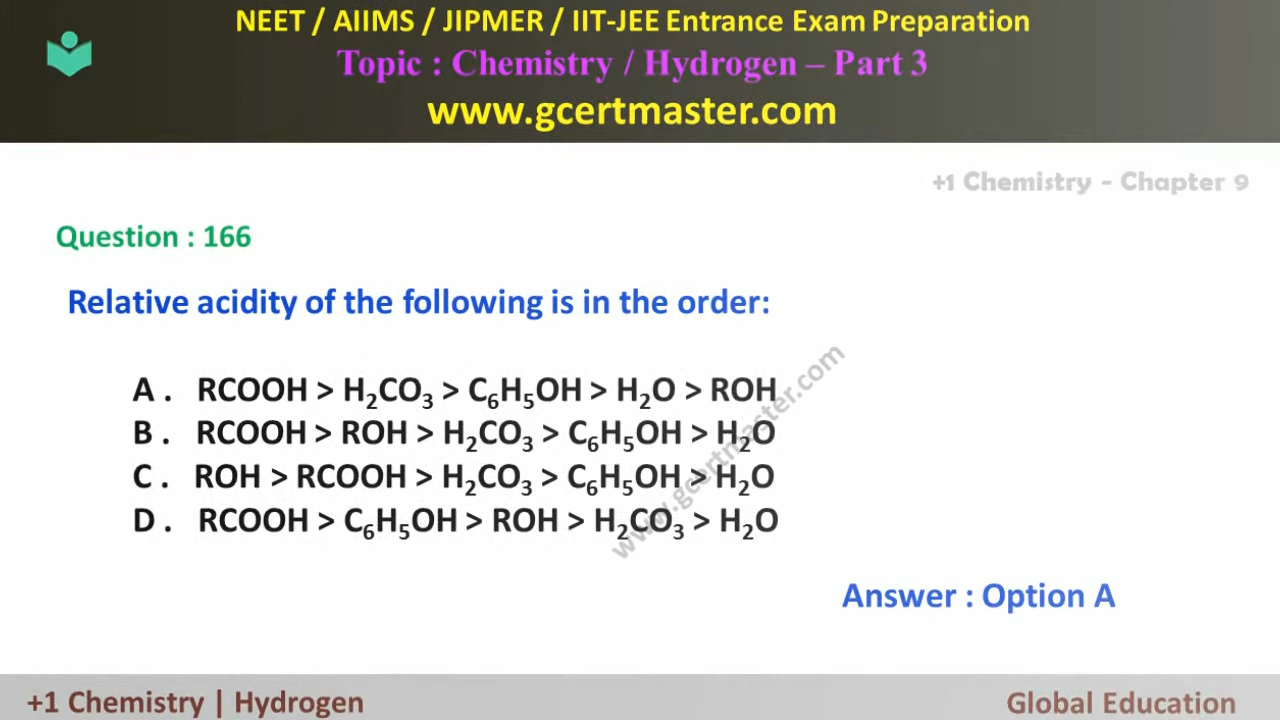 NEET / AIIMS / JIPMER / IIT-JEE Entrance Exam Preparation
Topic : Chemistry / Hydrogen – Part 3
www.gcertmaster.com
+1 Chemistry - Chapter 9
Question : 166
Relative acidity of the following is in the order:
A . RCOOH > H₂CO₃ > C₆H₅OH > H₂O > ROH
B . RCOOH > ROH > H₂CO₃ > C₆H₅OH > H₂O
C . ROH > RCOOH > H₂CO₃ > C₆H₅OH > H₂O
D . RCOOH > C₆H₅OH > ROH > H₂CO₃ > H₂O
www.gcertmaster.com
Answer : Option A
+1 Chemistry | Hydrogen
Global Education